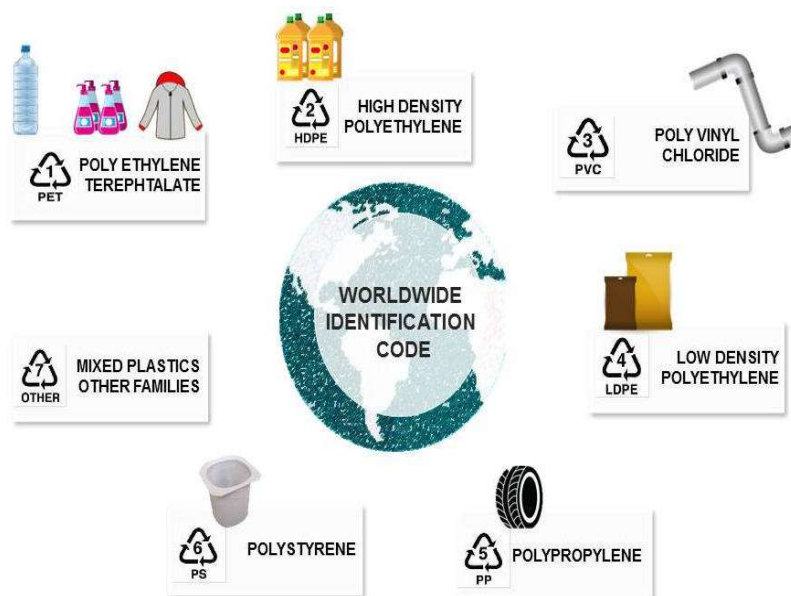 1
PET
POLY ETHYLENE
TEREPHTALATE
2
HDPE
HIGH DENSITY
POLYETHYLENE
3
PVC
POLY VINYL
CHLORIDE
WORLDWIDE
IDENTIFICATION
CODE
4
LDPE
LOW DENSITY
POLYETHYLENE
7
OTHER
MIXED PLASTICS
OTHER FAMILIES
6
PS
POLYSTYRENE
5
PP
POLYPROPYLENE